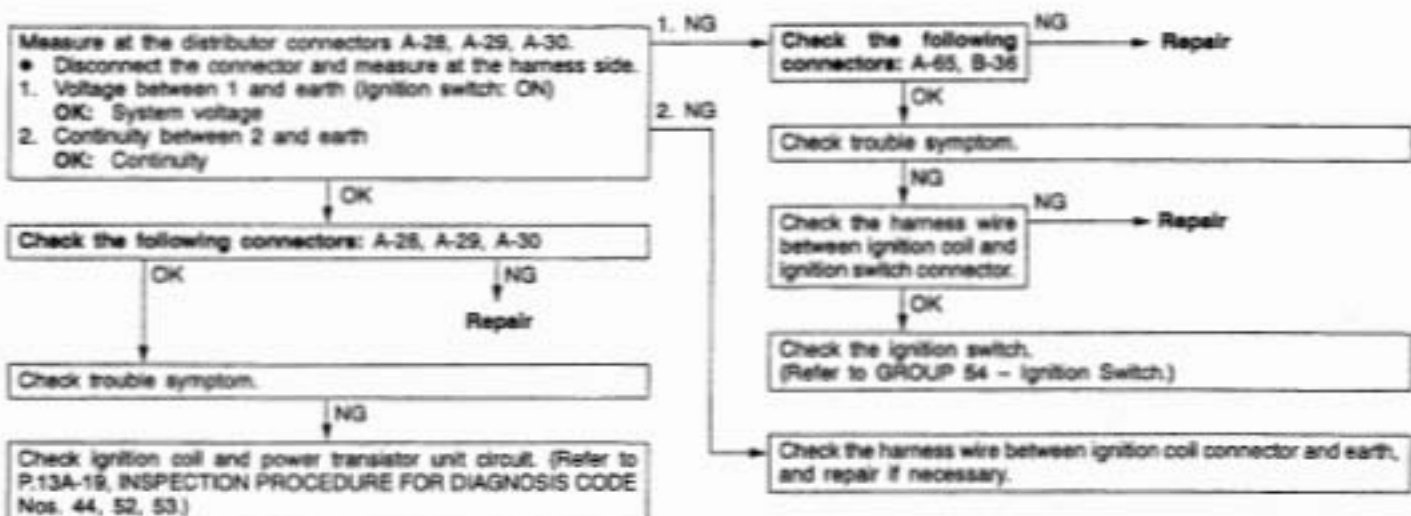 Measure at the distributor connectors A-28, A-29, A-30.
• Disconnect the connector and measure at the harness side.
1. Voltage between 1 and earth (Ignition switch: ON)
OK: System voltage
2. Continuity between 2 and earth
OK: Continuity
1. NG
2. NG
OK
Check the following connectors: A-28, A-29, A-30
OK
NG
Repair
Check trouble symptom.
NG
Check ignition coil and power transistor unit circuit. (Refer to
P.13A-19, INSPECTION PROCEDURE FOR DIAGNOSIS CODE
Nos. 44, 52, 53.)
Check the following
connectors: A-65, B-36
NG
Repair
OK
Check trouble symptom.
NG
Check the harness wire
between ignition coil and
ignition switch connector.
NG
Repair
OK
Check the ignition switch.
(Refer to GROUP 54 – Ignition Switch.)
Check the harness wire between ignition coil connector and earth,
and repair if necessary.